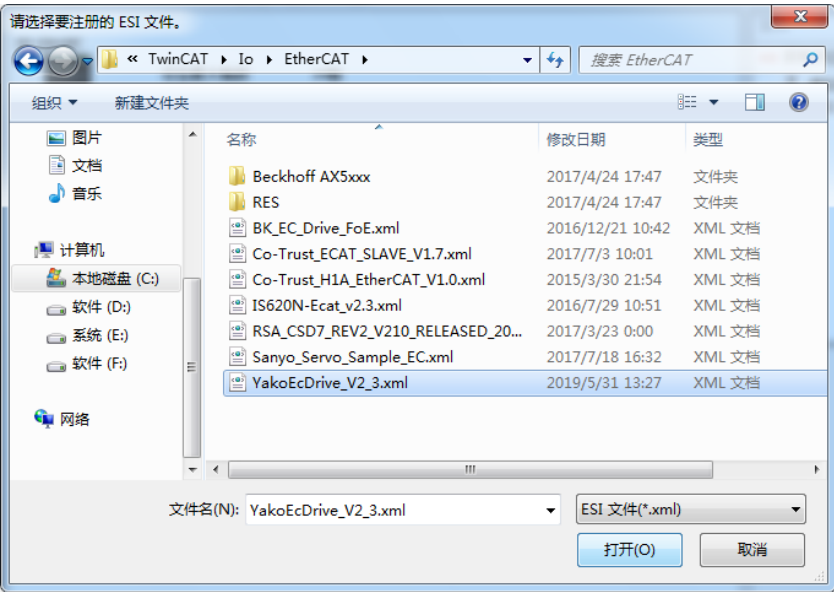 请选择要注册的 ESI 文件。
« TwinCAT ▸ Io ▸ EtherCAT ▸
搜索 EtherCAT
组织 新建文件夹
图片
文档
音乐
计算机
本地磁盘 (C:)
软件 (D:)
系统 (E:)
软件 (F:)
网络
名称 修改日期 类型
Beckhoff AX5xxx 2017/4/24 17:47 文件夹
RES 2017/4/24 17:47 文件夹
BK_EC_Drive_FoE.xml 2016/12/21 10:42 XML 文档
Co-Trust_ECAT_SLAVE_V1.7.xml 2017/7/3 10:01 XML 文档
Co-Trust_H1A_EtherCAT_V1.0.xml 2015/3/30 21:54 XML 文档
IS620N-Ecat_v2.3.xml 2016/7/29 10:51 XML 文档
RSA_CSD7_REV2_V210_RELEASED_20... 2017/3/23 0:00 XML 文档
Sanyo_Servo_Sample_EC.xml 2017/7/18 16:32 XML 文档
YakoEcDrive_V2_3.xml 2019/5/31 13:27 XML 文档
文件名(N): YakoEcDrive_V2_3.xml ESI 文件(*.xml)
打开(O) 取消